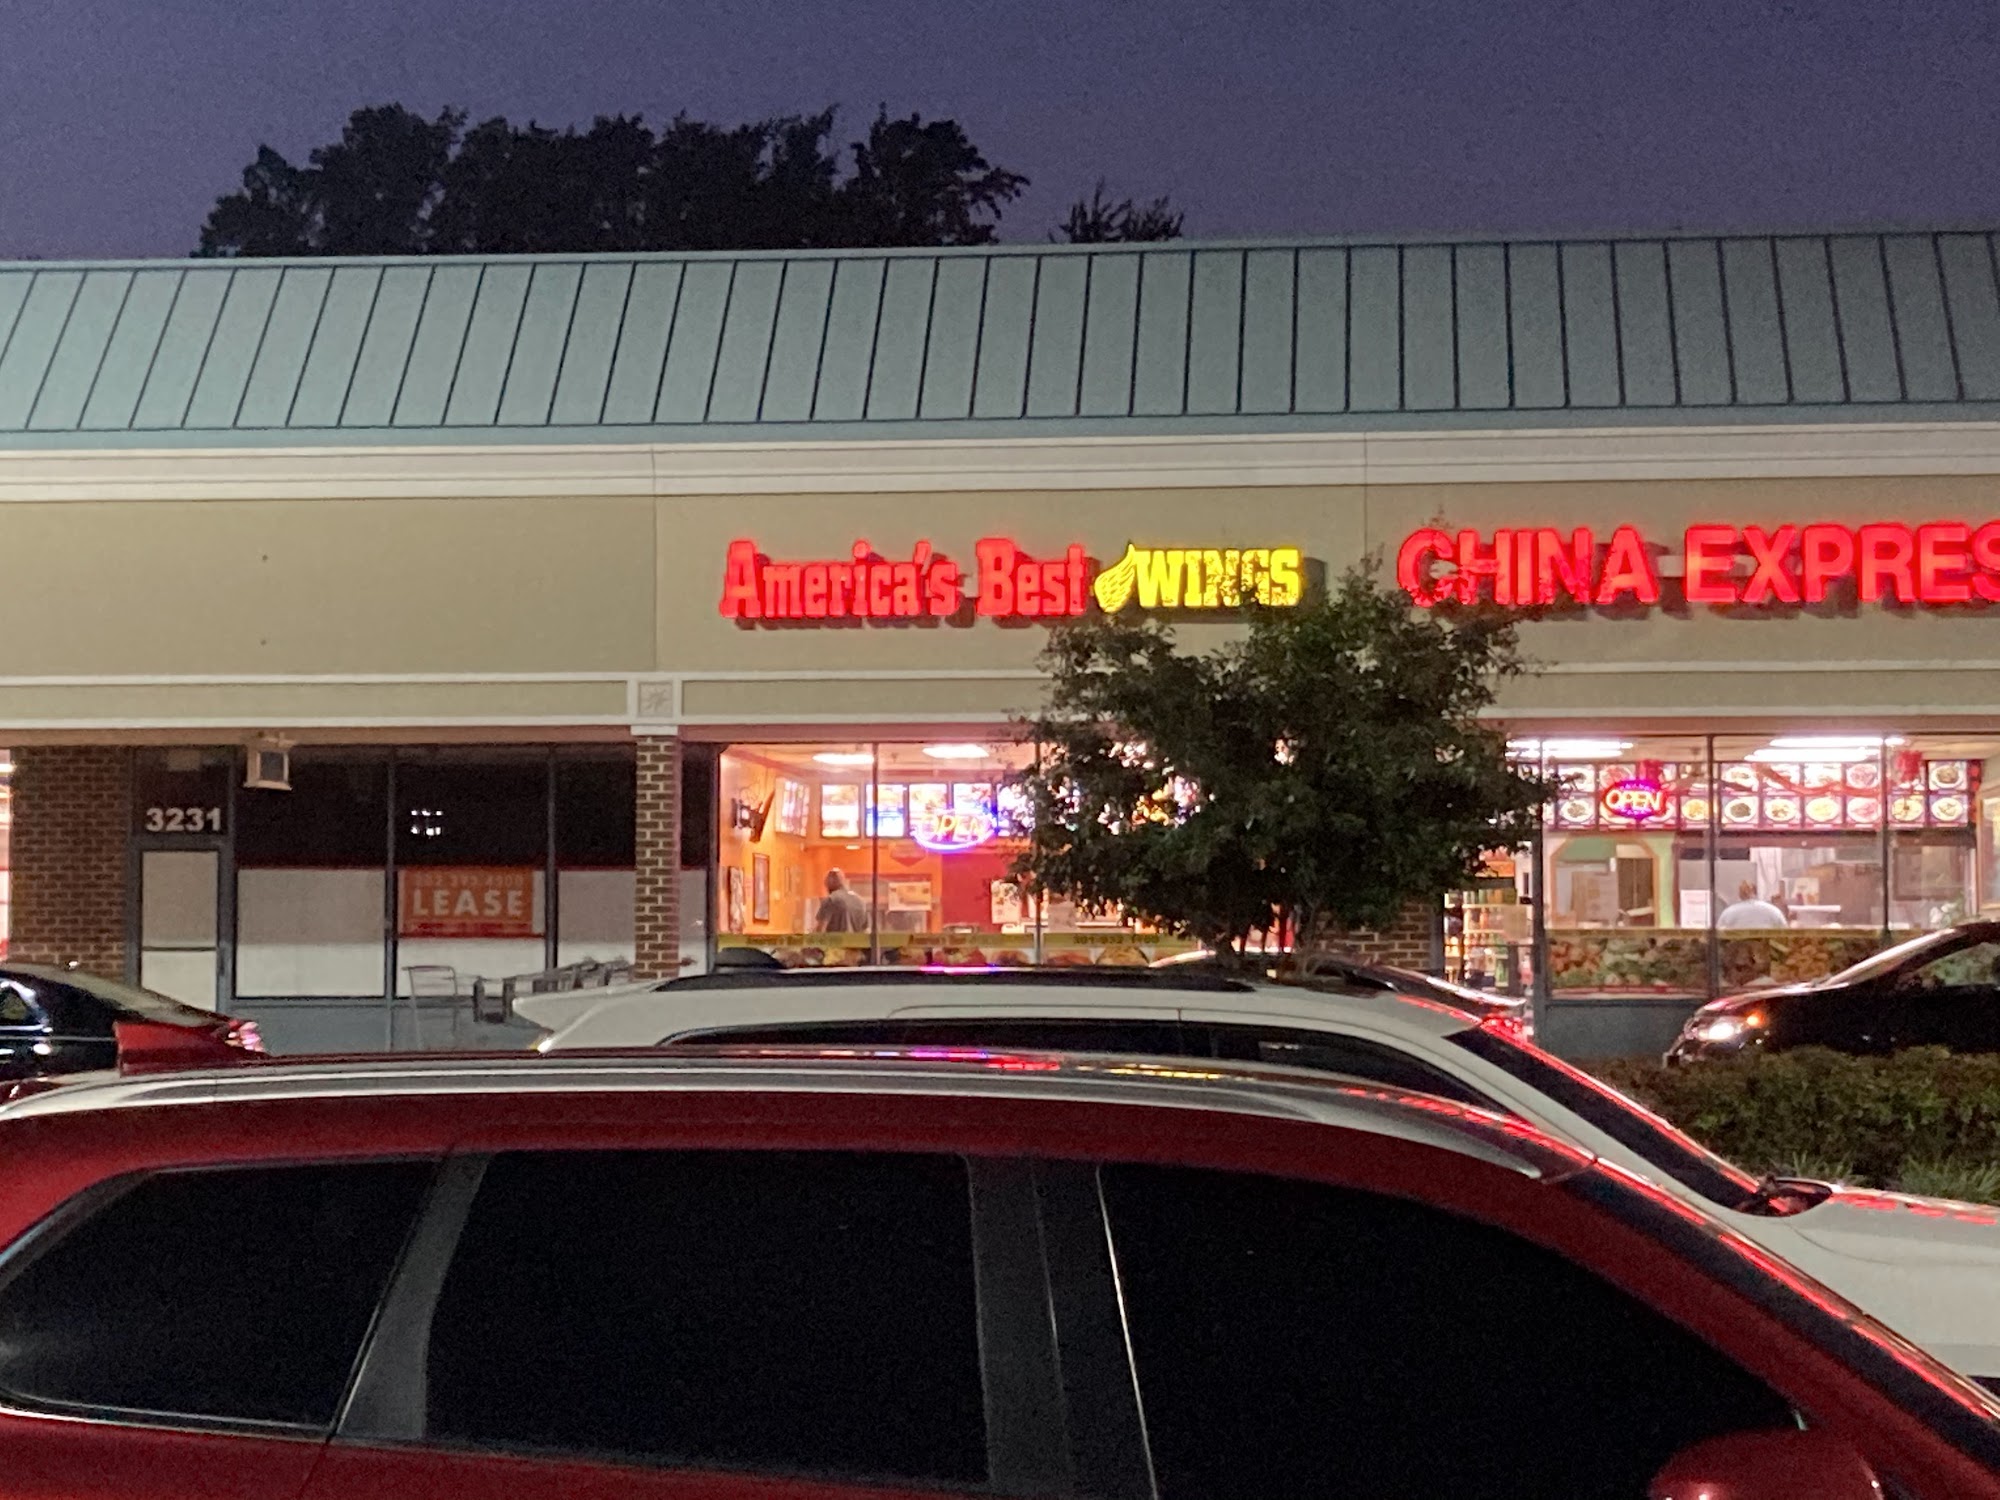 America's Best WINGS
CHINA EXPRES
3231
OPEN
OPEN
LEASE